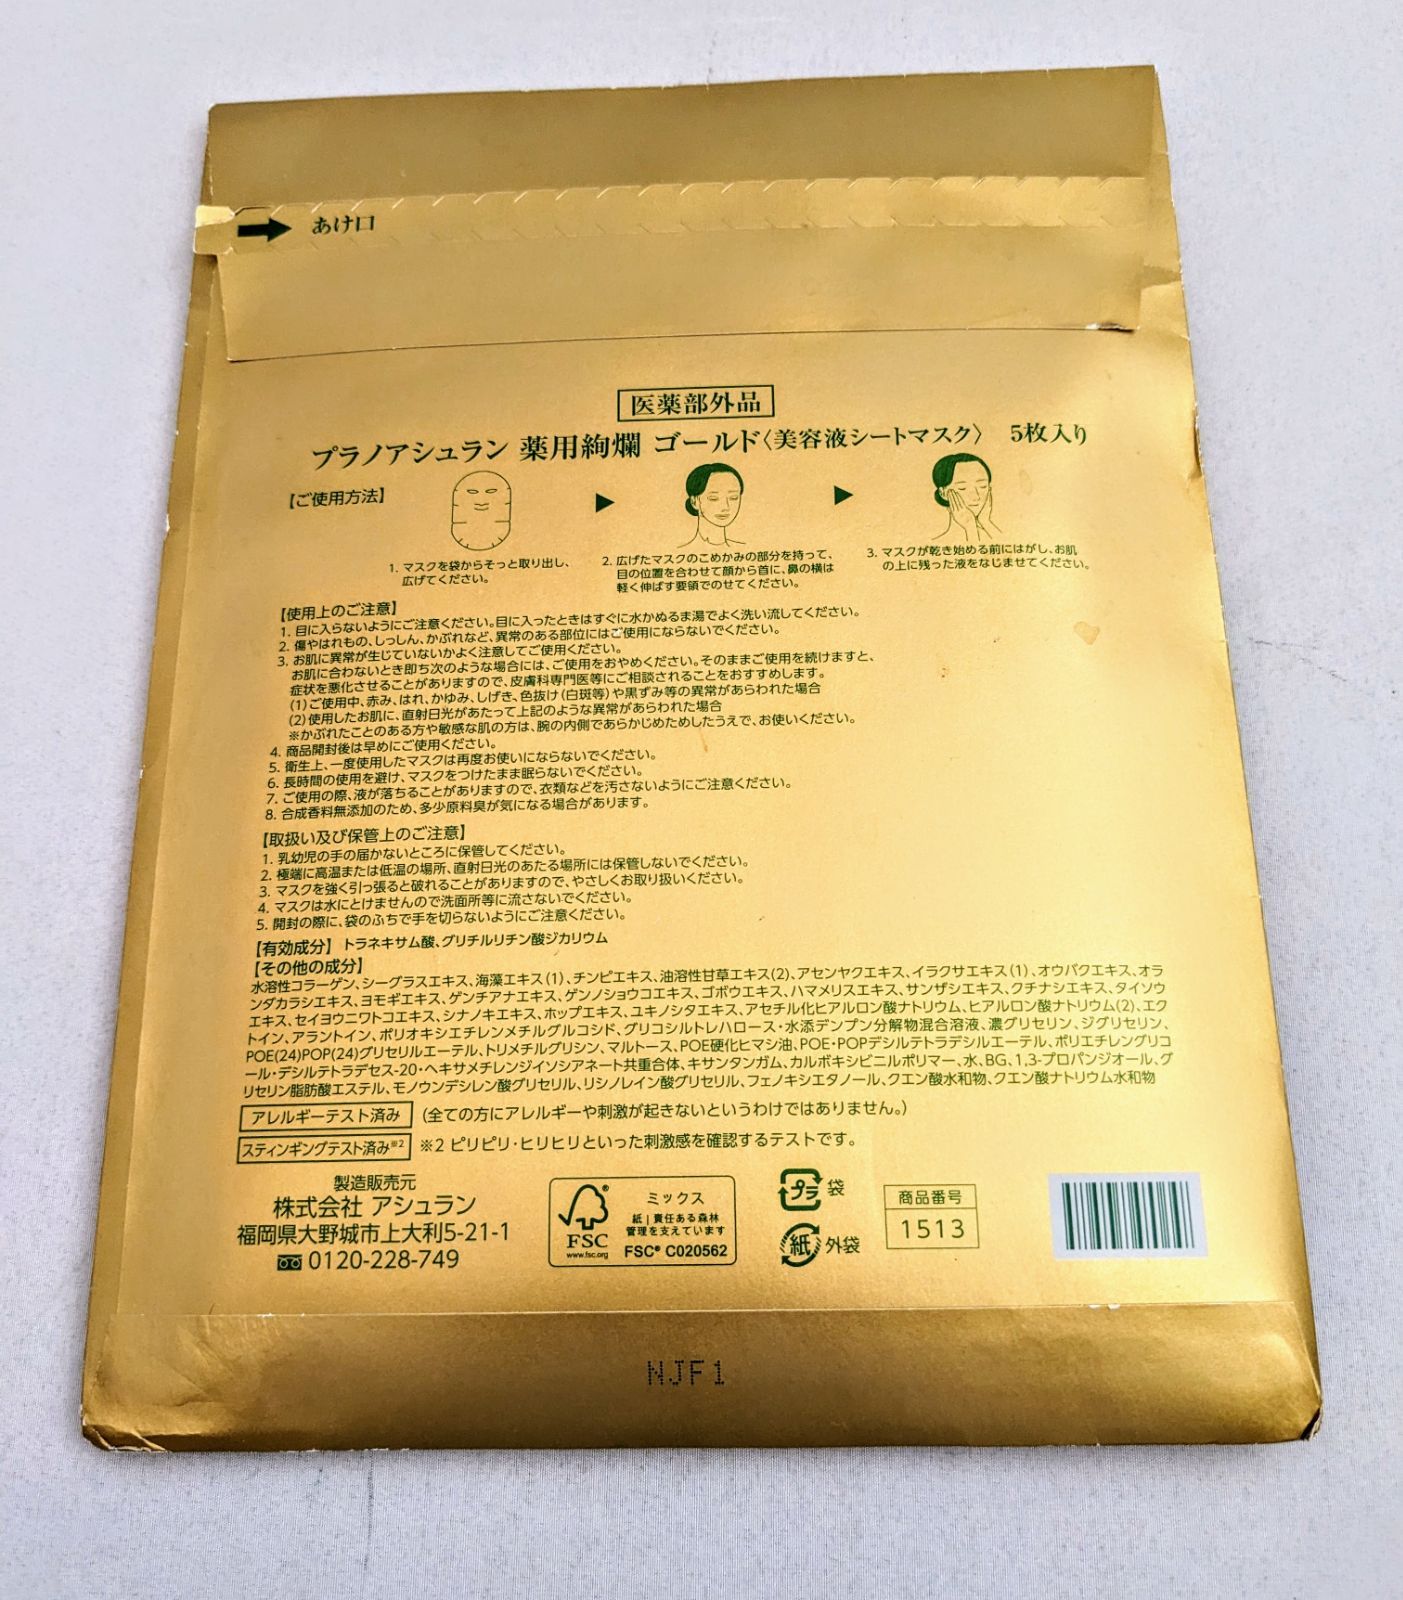 あけ口
医薬部外品
プラノアシュラン 薬用絢爛 ゴールド〈美容液シートマスク〉 5枚入り
【ご使用方法】
1. マスクを袋からそっと取り出し、
広げてください。
2. 広げたマスクのこめかみの部分を持って、
目の位置を合わせて顔から首に、鼻の横は
軽く伸ばす要領でのせてください。
3. マスクが乾き始める前にはがし、お肌
の上に残った液をなじませてください。
【使用上のご注意】
1. 目に入らないようにご注意ください。目に入ったときはすぐに水かぬるま湯でよく洗い流してください。
2. 傷やはれもの、しっしん、かぶれなど、異常のある部位にはご使用にならないでください。
3. お肌に異常が生じていないかよく注意してご使用ください。
お肌に合わないとき即ち次のような場合には、ご使用をおやめください。そのままご使用を続けますと、
症状を悪化させることがありますので、皮膚科専門医等にご相談されることをおすすめします。
(1)ご使用中、赤み、はれ、かゆみ、しげき、色抜け(白斑等)や黒ずみ等の異常があらわれた場合
(2)使用したお肌に、直射日光があたって上記のような異常があらわれた場合
※かぶれたことのある方や敏感な肌の方は、腕の内側であらかじめためしたうえで、お使いください。
4. 商品開封後は早めにご使用ください。
5. 衛生上、一度使用したマスクは再度お使いにならないでください。
6. 長時間の使用を避け、マスクをつけたまま眠らないでください。
7. ご使用の際、液が落ちることがありますので、衣類などを汚さないようにご注意ください。
8. 合成香料無添加のため、多少原料臭が気になる場合があります。
【取扱い及び保管上のご注意】
1. 乳幼児の手の届かないところに保管してください。
2. 極端に高温または低温の場所、直射日光のあたる場所には保管しないでください。
3. マスクを強く引っ張ると破れることがありますので、やさしくお取り扱いください。
4. マスクは水にとけませんので洗面所等に流さないでください。
5. 開封の際に、袋のふちで手を切らないようにご注意ください。
【有効成分】 トラネキサム酸、グリチルリチン酸ジカリウム
【その他の成分】
水溶性コラーゲン、シーグラスエキス、海藻エキス(1)、チンピエキス、油溶性甘草エキス(2)、アセンヤクエキス、イラクサエキス(1)、オウバクエキス、オラ
ンダカラシエキス、ヨモギエキス、ゲンチアナエキス、ゲンノショウコエキス、ゴボウエキス、ハマメリスエキス、サンザシエキス、クチナシエキス、タイソウ
エキス、セイヨウニワトコエキス、シナノキエキス、ホップエキス、ユキノシタエキス、アセチル化ヒアルロン酸ナトリウム、ヒアルロン酸ナトリウム(2)、エク
トイン、アラントイン、ポリオキシエチレンメチルグルコシド、グリコシルトレハロース・水添デンプン分解物混合溶液、濃グリセリン、ジグリセリン、
POE(24)POP(24)グリセリルエーテル、トリメチルグリシン、マルトース、POE硬化ヒマシ油、POE・POPデシルテトラデシルエーテル、ポリエチレングリコ
ール・デシルテトラデセス-20・ヘキサメチレンジイソシアネート共重合体、キサンタンガム、カルボキシビニルポリマー、水、BG、1,3-プロパンジオール、グ
リセリン脂肪酸エステル、モノウンデシレン酸グリセリル、リシノレイン酸グリセリル、フェノキシエタノール、クエン酸水和物、クエン酸ナトリウム水和物
アレルギーテスト済み (全ての方にアレルギーや刺激が起きないというわけではありません。)
スティンギングテスト済み※2 ※2 ピリピリ・ヒリヒリといった刺激感を確認するテストです。
製造販売元
株式会社 アシュラン
福岡県大野城市上大利5-21-1
0120-228-749
FSC®
www.fsc.org
ミックス
紙|責任ある森林
管理を支えています
FSC® C020562
プラ 袋
紙 外袋
商品番号
1513
NJF1